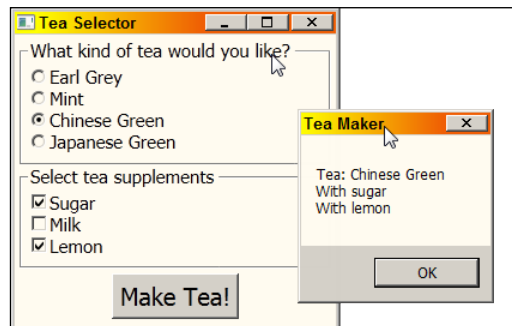 Tea Selector
What kind of tea would you like?
Earl Grey
Mint
Chinese Green
Japanese Green
Select tea supplements
Sugar
Milk
Lemon
Make Tea!
Tea Maker
Tea: Chinese Green
With sugar
With lemon
OK